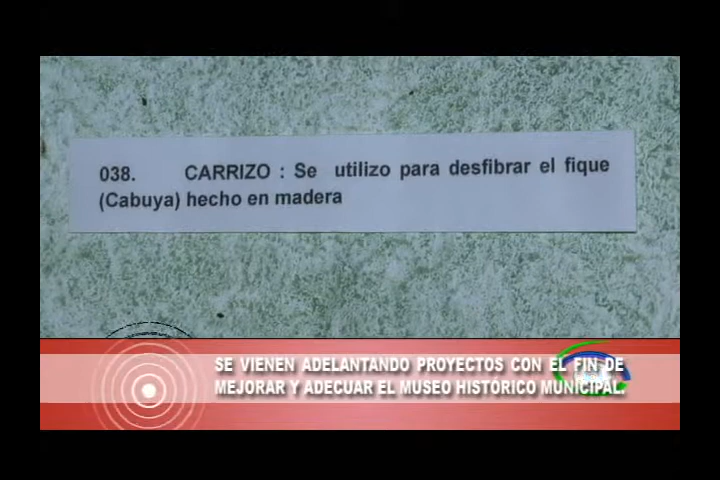 038. CARRIZO : Se utilizo para desfibrar el fique
(Cabuya) hecho en madera
SE VIENEN ADELANTANDO PROYECTOS CON EL FIN DE
MEJORAR Y ADECUAR EL MUSEO HISTÓRICO MUNICIPAL.